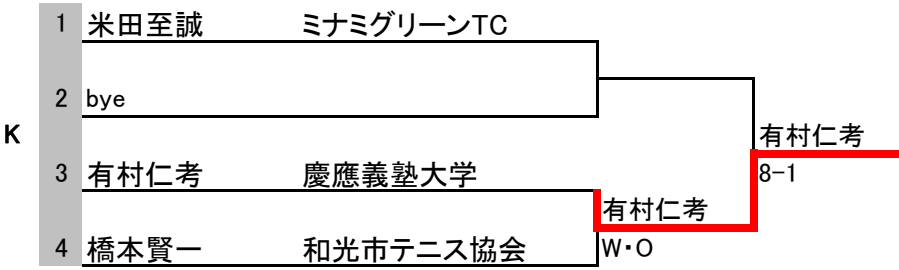 1 米田至誠 ミナミグリーンTC
2 bye
K
有村仁考
3 有村仁考 慶應義塾大学
8-1
有村仁考
4 橋本賢一 和光市テニス協会
W・O